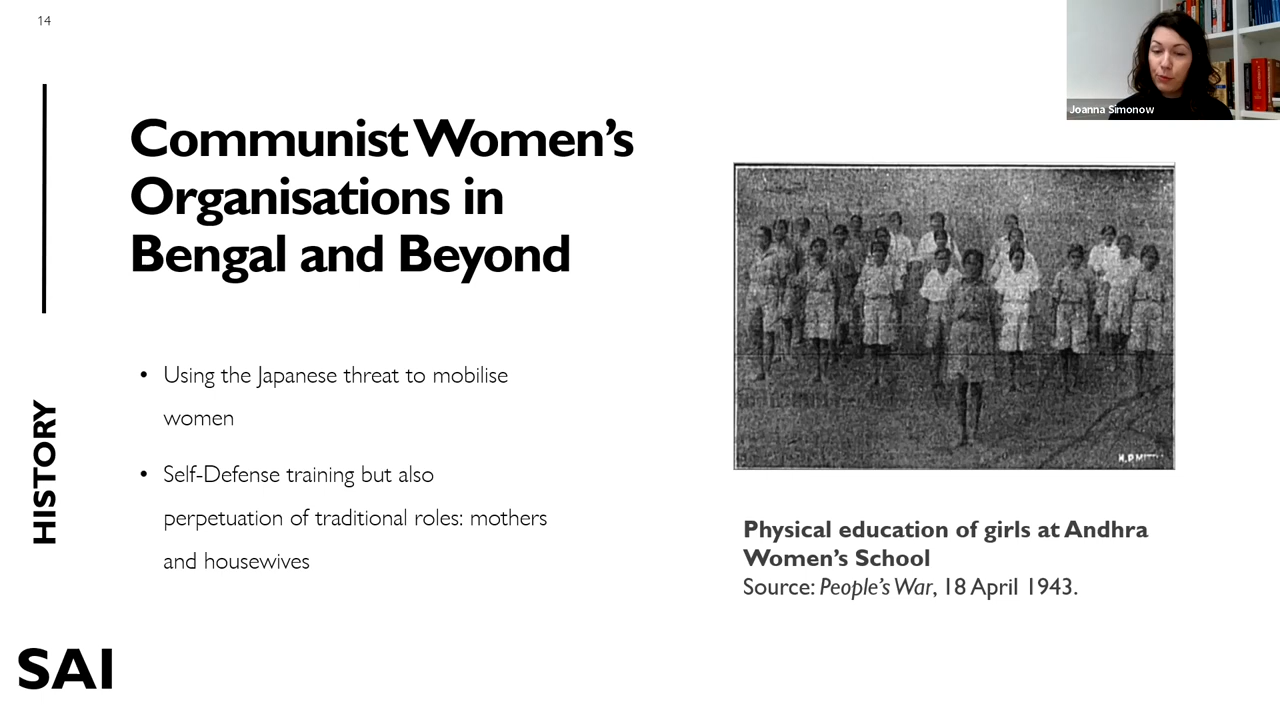 14
Joanna Simonow
Communist Women's
Organisations in
Bengal and Beyond
• Using the Japanese threat to mobilise
women
• Self-Defense training but also
perpetuation of traditional roles: mothers
and housewives
HISTORY
SAI
Physical education of girls at Andhra
Women's School
Source: People's War, 18 April 1943.